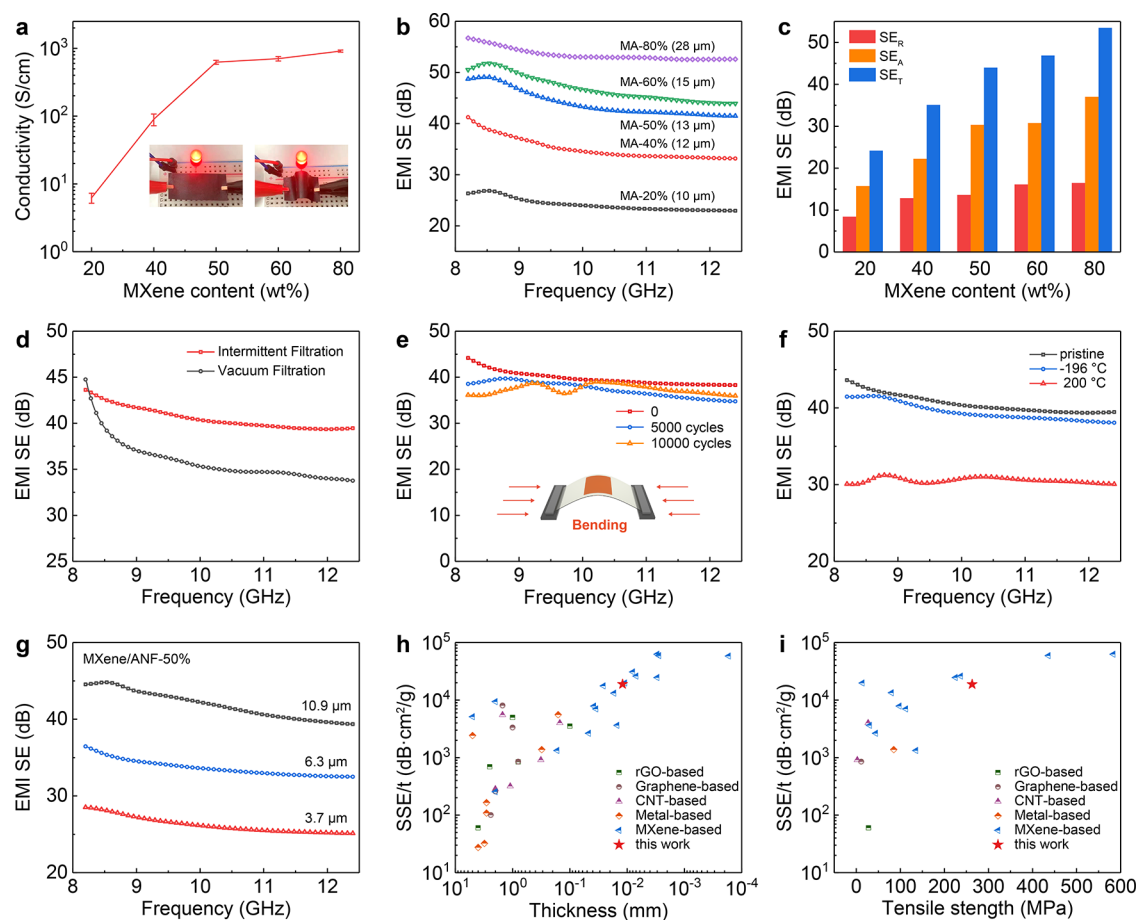 a
Conductivity (S/cm)
10³
10²
10¹
10⁰
20 40 50 60 80
MXene content (wt%)
b
EMI SE (dB)
60
50
40
30
20
MA-80% (28 µm)
MA-60% (15 µm)
MA-50% (13 µm)
MA-40% (12 µm)
MA-20% (10 µm)
8 9 10 11 12
Frequency (GHz)
c
EMI SE (dB)
50
40
30
20
10
0
SE_R
SE_A
SE_T
20 40 50 60 80
MXene content (wt%)
d
EMI SE (dB)
50
45
40
35
30
25
Intermittent Filtration
Vacuum Filtration
8 9 10 11 12
Frequency (GHz)
e
EMI SE (dB)
50
40
30
20
10
0
0
5000 cycles
10000 cycles
Bending
8 9 10 11 12
Frequency (GHz)
f
EMI SE (dB)
50
40
30
20
pristine
-196 °C
200 °C
8 9 10 11 12
Frequency (GHz)
g
EMI SE (dB)
50
40
30
20
MXene/ANF-50%
10.9 µm
6.3 µm
3.7 µm
8 9 10 11 12
Frequency (GHz)
h
SSE/t (dB·cm²/g)
10⁵
10⁴
10³
10²
10¹
rGO-based
Graphene-based
CNT-based
Metal-based
MXene-based
this work
10¹ 10⁰ 10⁻¹ 10⁻² 10⁻³ 10⁻⁴
Thickness (mm)
i
SSE/t (dB·cm²/g)
10⁵
10⁴
10³
10²
10¹
rGO-based
Graphene-based
CNT-based
Metal-based
MXene-based
this work
0 100 200 300 400 500 600
Tensile stength (MPa)